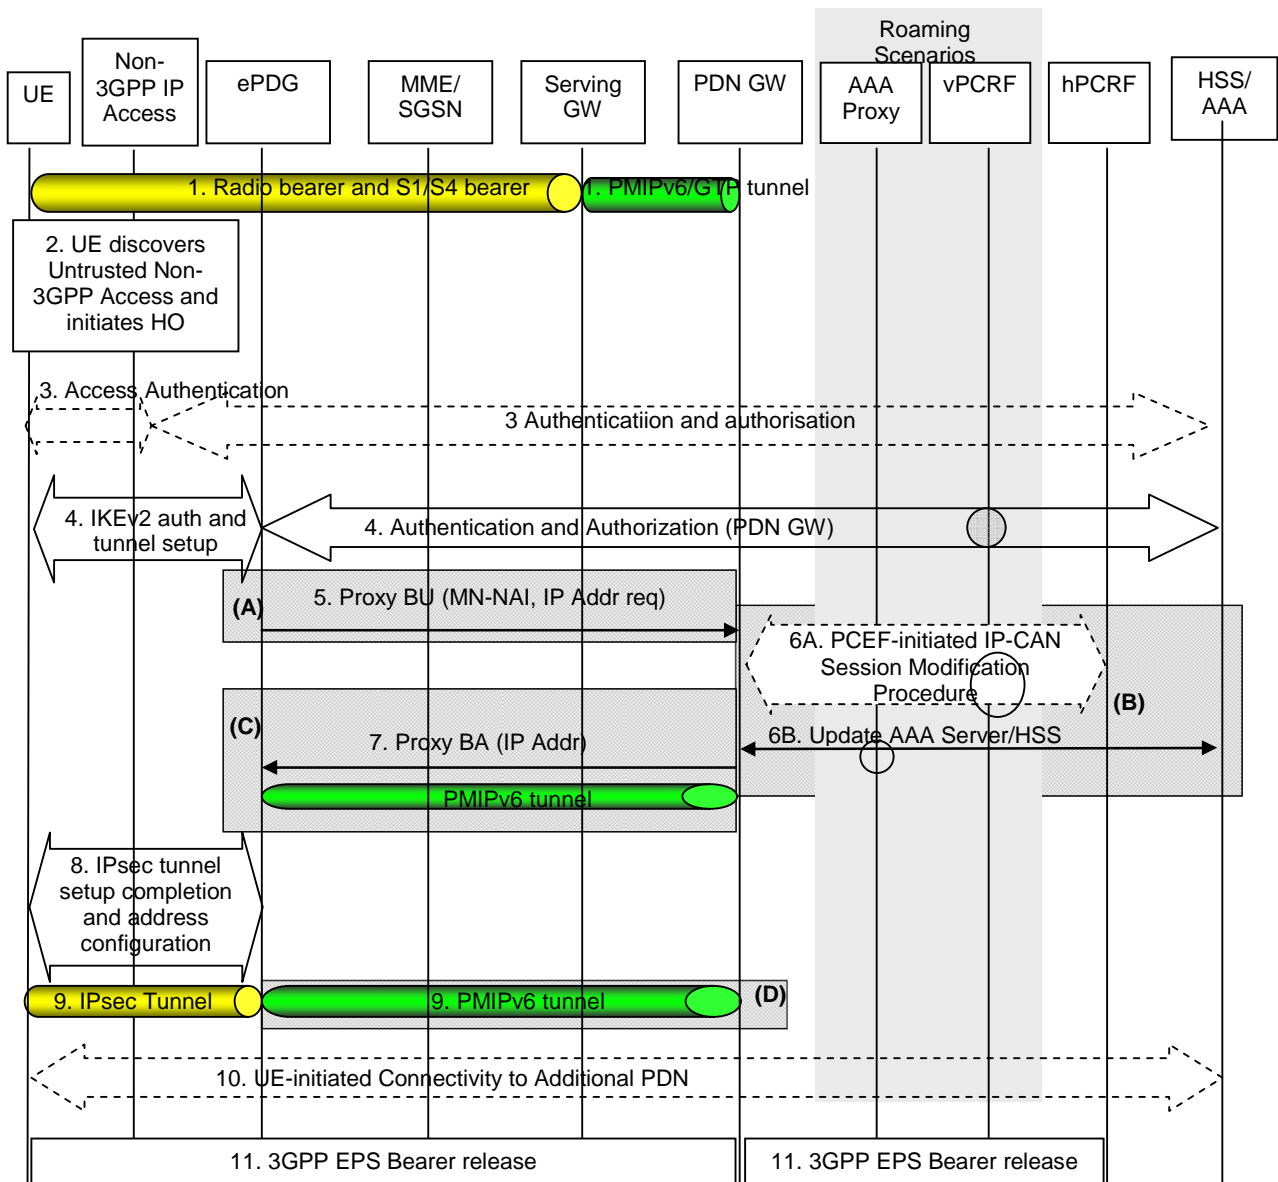 Roaming
Scenarios
UE
Non-
3GPP IP
Access
ePDG
MME/
SGSN
Serving
GW
PDN GW
AAA
Proxy
vPCRF
hPCRF
HSS/
AAA
1. Radio bearer and S1/S4 bearer
1. PMIPv6/GTP tunnel
2. UE discovers
Untrusted Non-
3GPP Access and
initiates HO
3. Access Authentication
3 Authenticatiion and authorisation
4. IKEv2 auth and
tunnel setup
4. Authentication and Authorization (PDN GW)
(A)
5. Proxy BU (MN-NAI, IP Addr req)
6A. PCEF-initiated IP-CAN
Session Modification
Procedure
(B)
(C)
7. Proxy BA (IP Addr)
6B. Update AAA Server/HSS
PMIPv6 tunnel
8. IPsec tunnel
setup completion
and address
configuration
9. IPsec Tunnel
9. PMIPv6 tunnel
(D)
10. UE-initiated Connectivity to Additional PDN
11. 3GPP EPS Bearer release
11. 3GPP EPS Bearer release